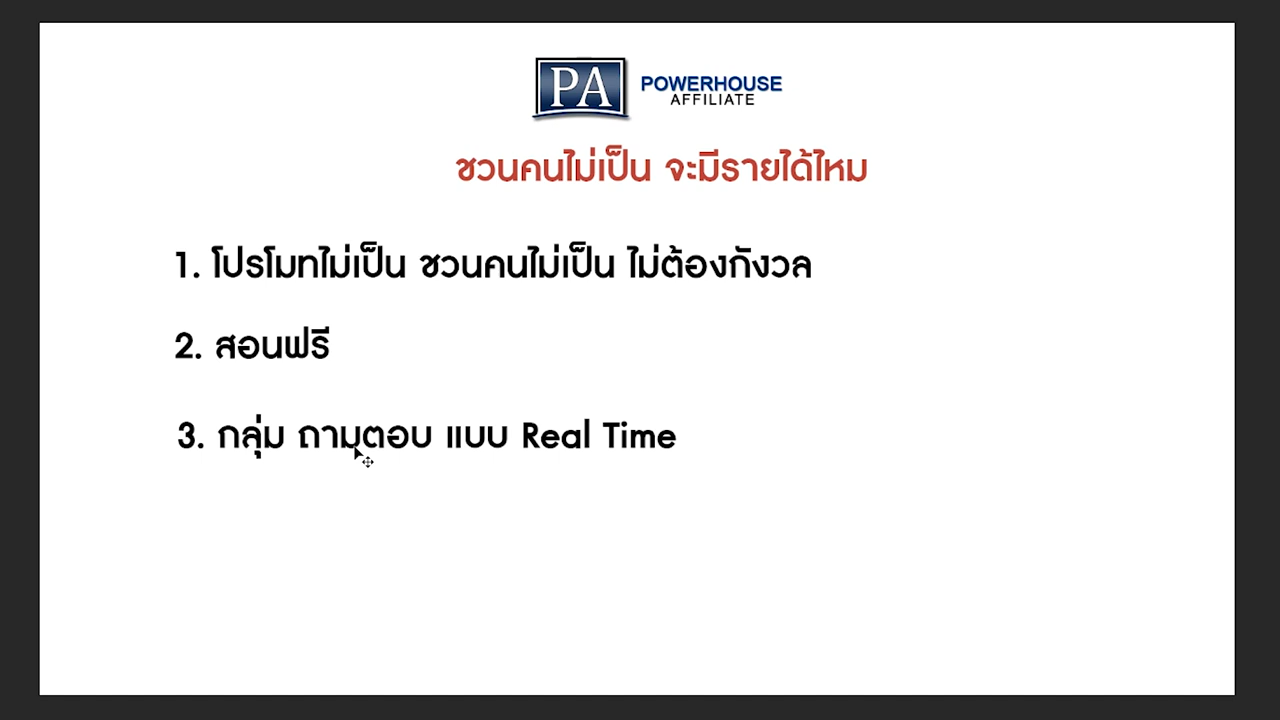 PA POWERHOUSE
AFFILIATE
ชวนคนไม่เป็น จะมีรายได้ไหม
1. โปรโมทไม่เป็น ชวนคนไม่เป็น ไม่ต้องกังวล
2. สอนฟรี
3. กลุ่ม ถามตอบ แบบ Real Time